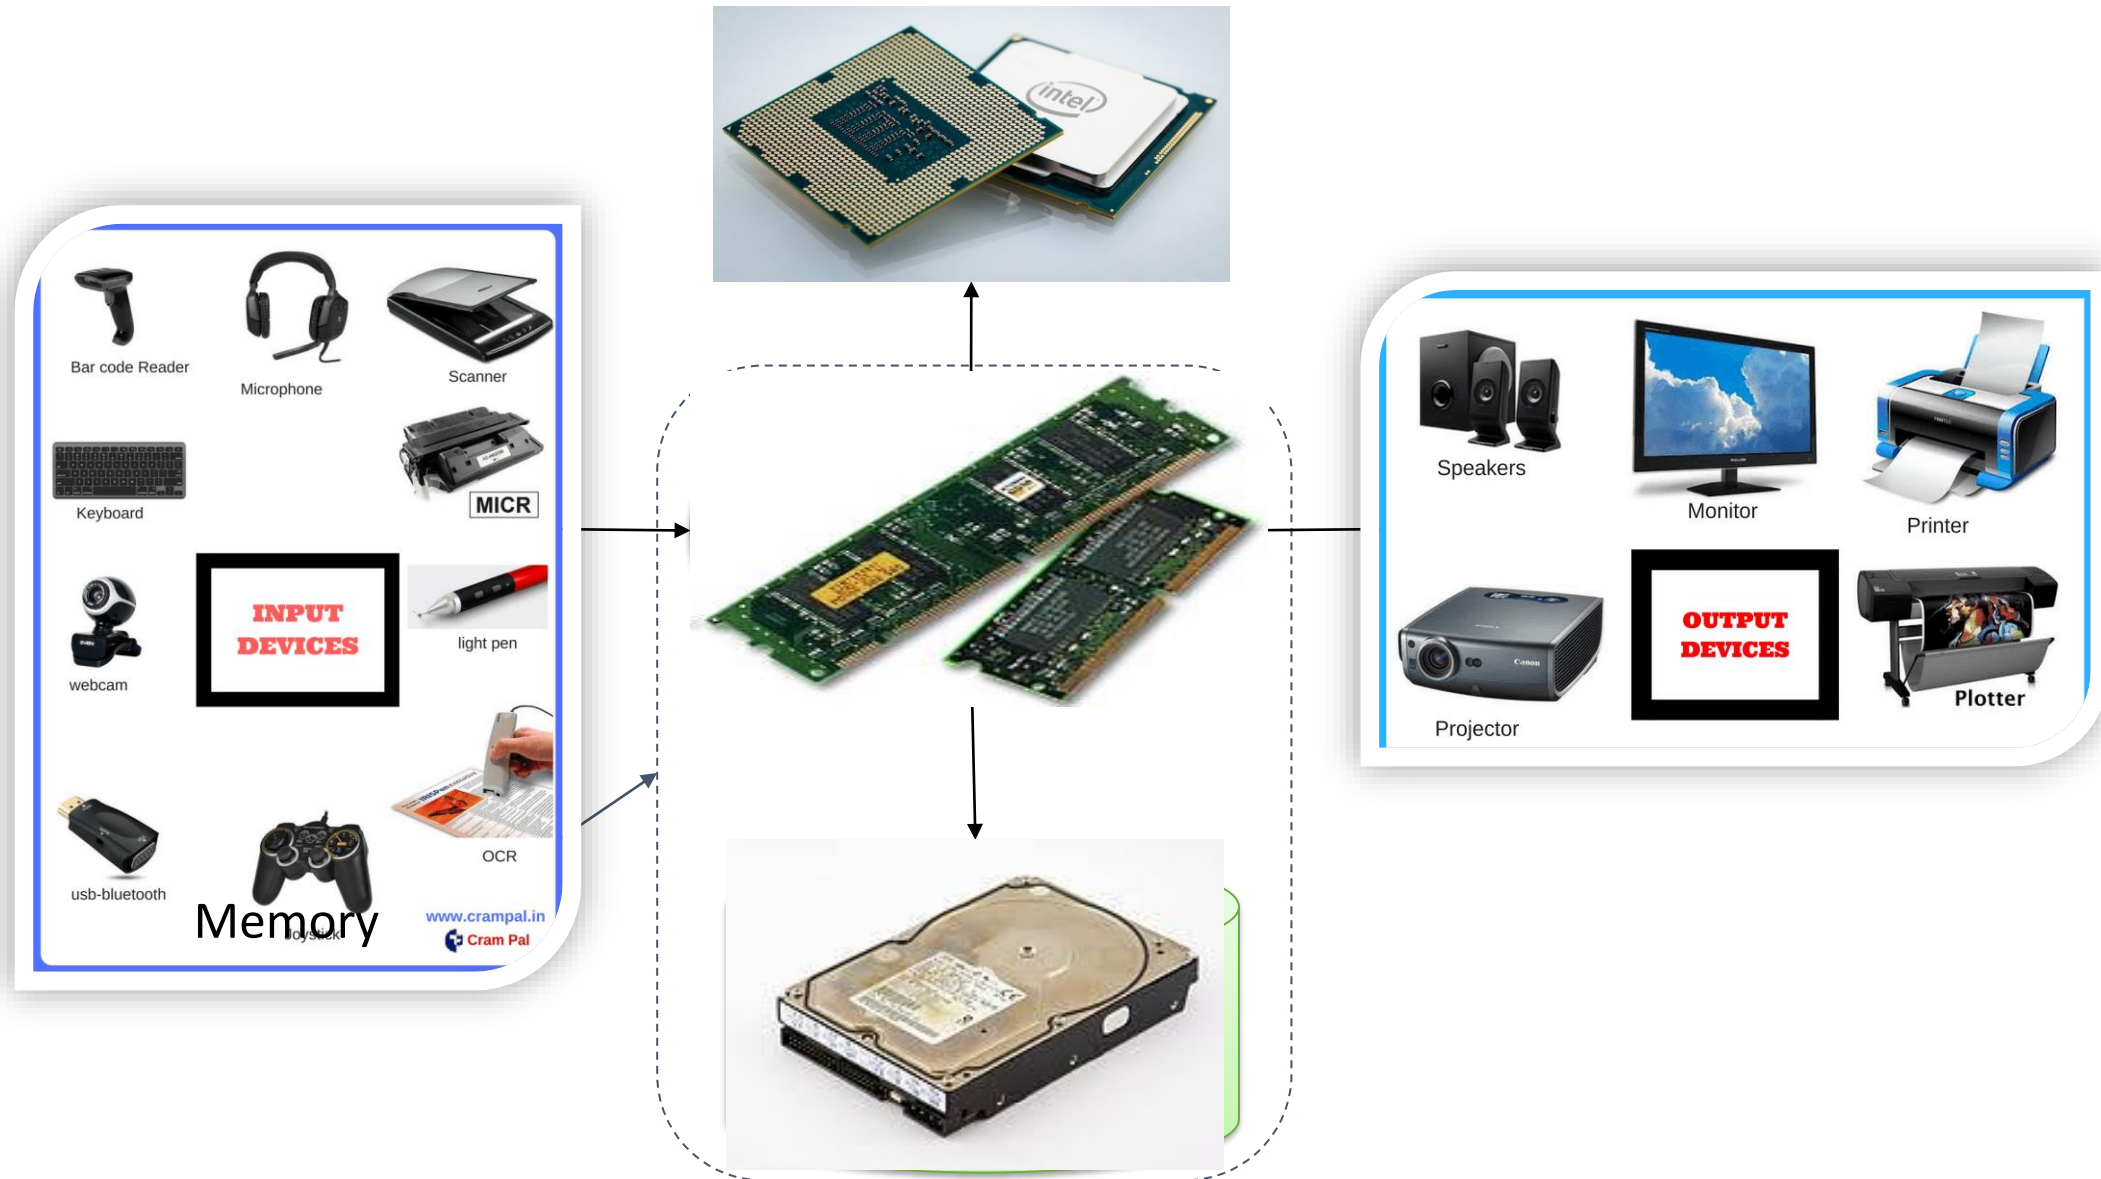 intel
Bar code Reader
Microphone
Scanner
Keyboard
MICR
INPUT
DEVICES
light pen
webcam
OCR
usb-bluetooth
Memory
Joystick
www.crampal.in
Cram Pal
Speakers
Monitor
Printer
Canon
OUTPUT
DEVICES
Projector
Plotter